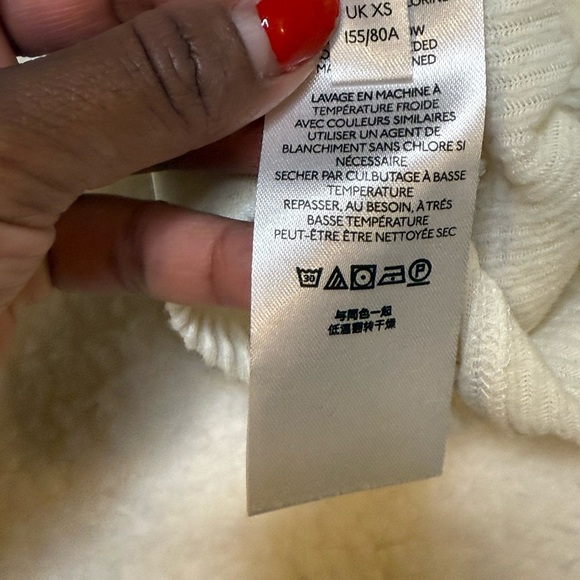 UK XS
155/80A
LAVAGE EN MACHINE À
TEMPÉRATURE FROIDE
AVEC COULEURS SIMILAIRES
UTILISER UN AGENT DE
BLANCHIMENT SANS CHLORE SI
NÉCESSAIRE
SECHER PAR CULBUTAGE À BASSE
TEMPERATURE
REPASSER, AU BESOIN, À TRÉS
BASSE TEMPÉRATURE
PEUT-ÊTRE ÊTRE NETTOYÉE SEC
30 P
与同色一起
低温翻转干燥